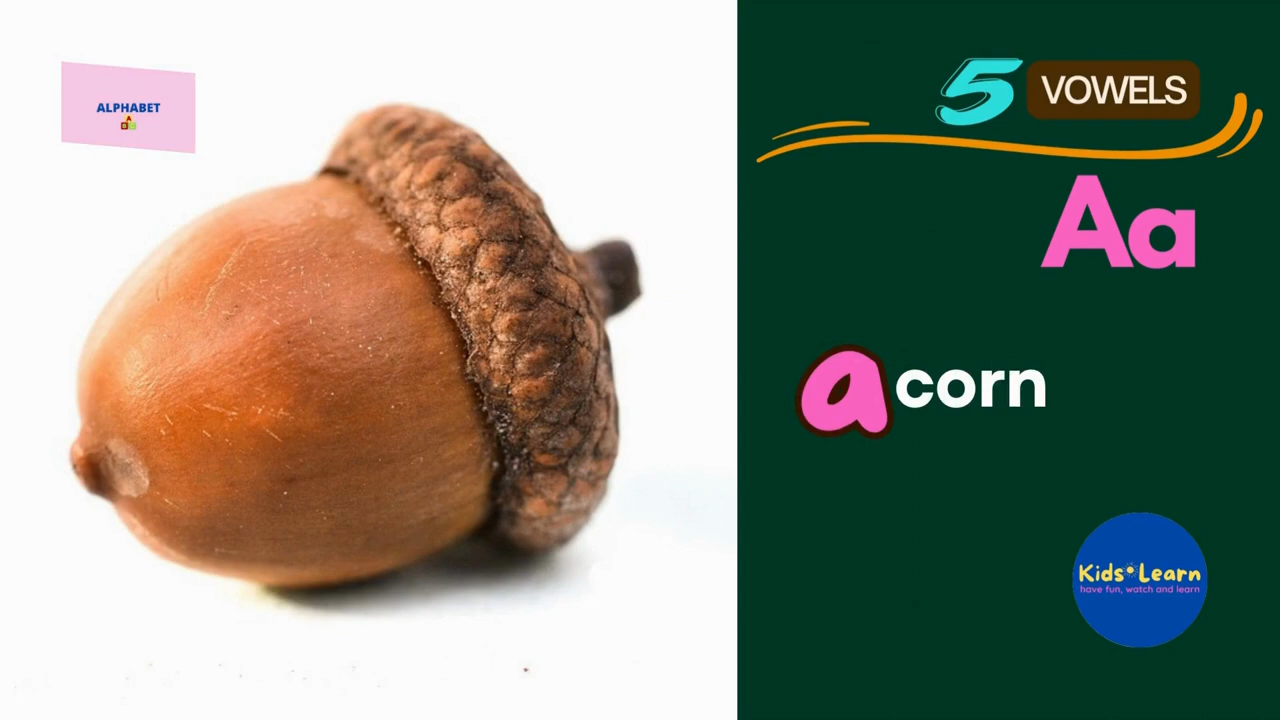 ALPHABET
5 VOWELS
Aa
acorn
Kids Learn
have fun, watch and learn